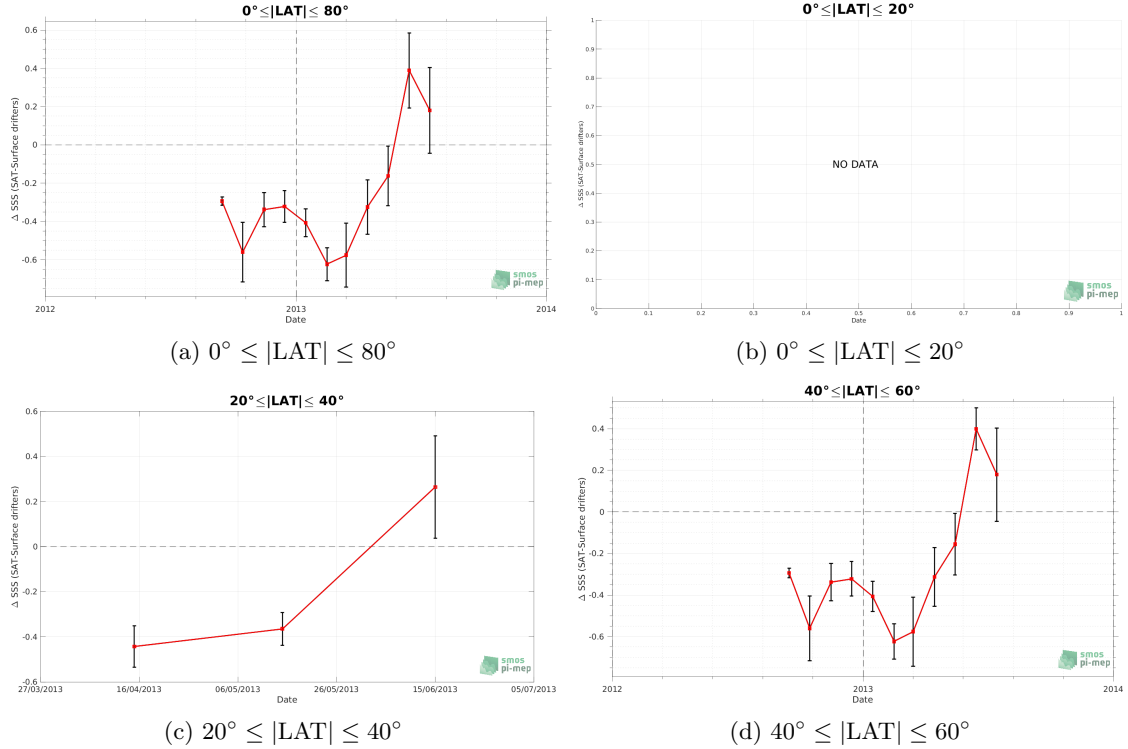 0°≤|LAT|≤ 80°
0.6
0.4
0.2
0
-0.2
-0.4
-0.6
Δ SSS (SAT-Surface drifters)
smos
pi-mep
2012
2013
2014
Date
(a) 0° ≤ |LAT| ≤ 80°
0°≤|LAT|≤ 20°
1
0.9
0.8
0.7
0.6
0.5
0.4
0.3
0.2
0.1
0
Δ SSS (SAT-Surface drifters)
NO DATA
smos
pi-mep
0 0.1 0.2 0.3 0.4 0.5 0.6 0.7 0.8 0.9 1
Date
(b) 0° ≤ |LAT| ≤ 20°
20°≤|LAT|≤ 40°
0.6
0.4
0.2
0
-0.2
-0.4
-0.6
Δ SSS (SAT-Surface drifters)
smos
pi-mep
27/03/2013 16/04/2013 06/05/2013 26/05/2013 15/06/2013 05/07/2013
Date
(c) 20° ≤ |LAT| ≤ 40°
40°≤|LAT|≤ 60°
0.4
0.2
0
-0.2
-0.4
-0.6
Δ SSS (SAT-Surface drifters)
smos
pi-mep
2012
2013
2014
Date
(d) 40° ≤ |LAT| ≤ 60°